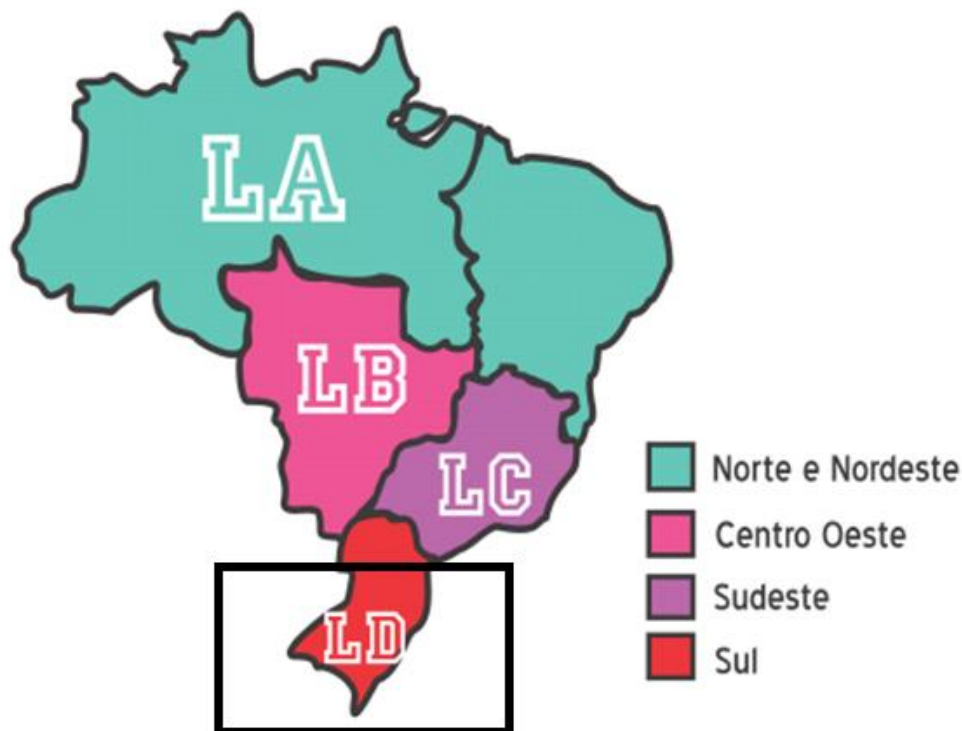 LA
LB
LC
LD
Norte e Nordeste
Centro Oeste
Sudeste
Sul